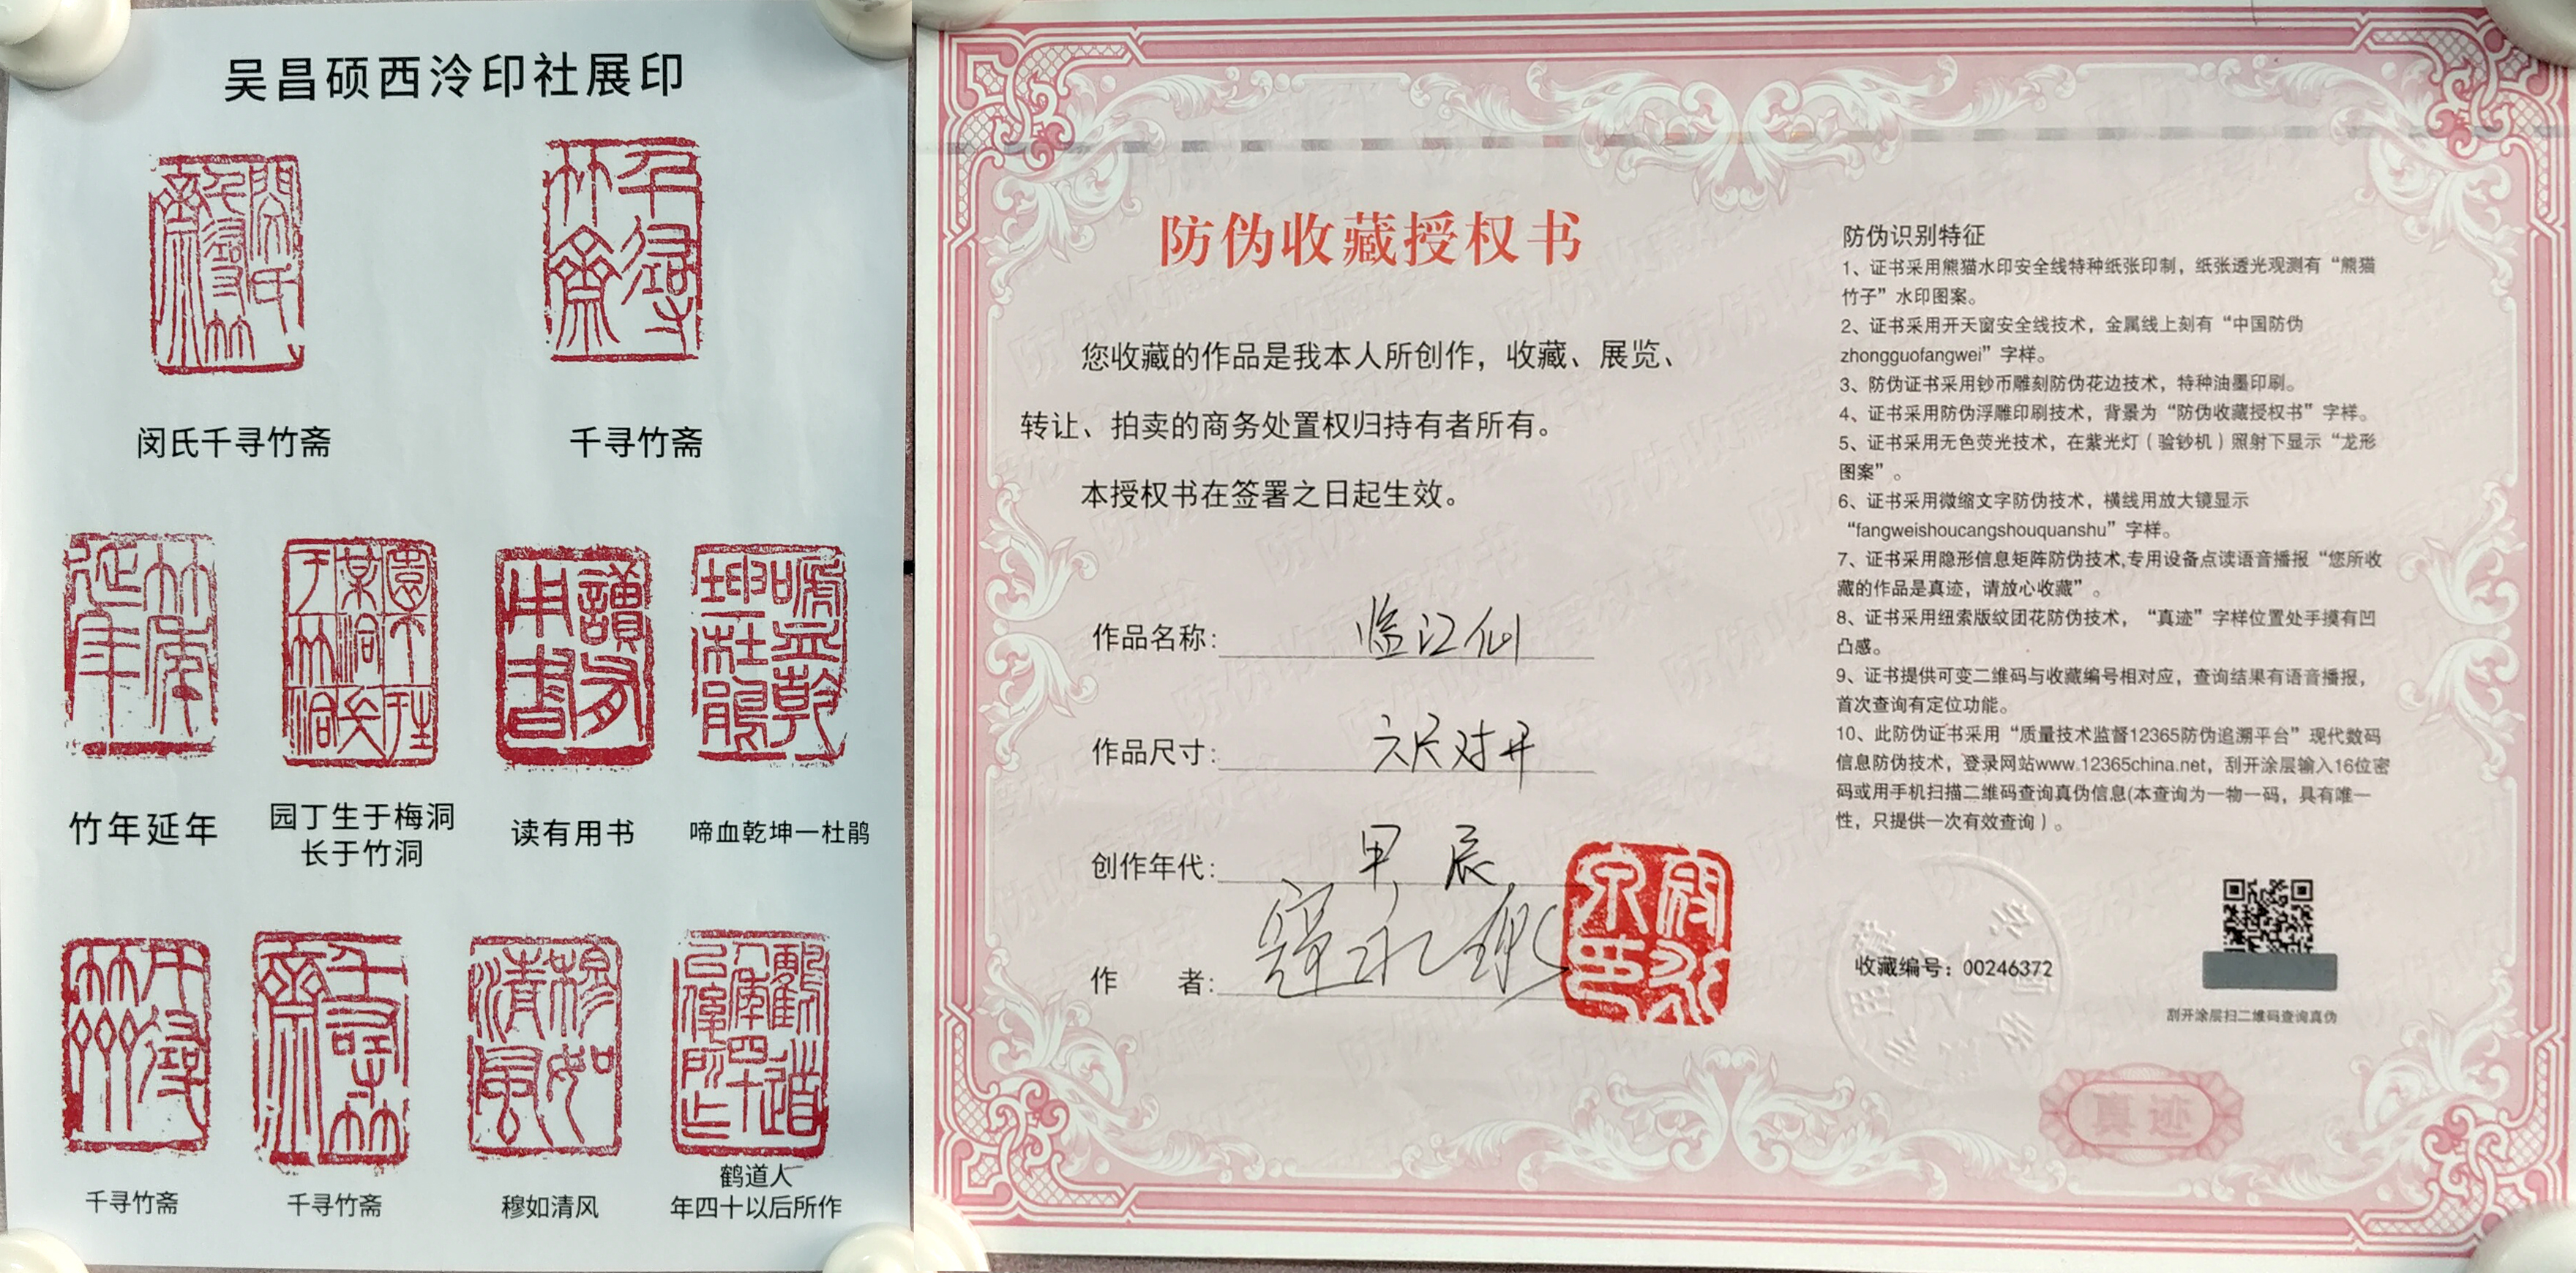 吴昌硕西泠印社展印
闵氏千寻竹斋
千寻竹斋
竹年延年
园丁生于梅洞
长于竹洞
读有用书
啼血乾坤一杜鹃
千寻竹斋
千寻竹斋
穆如清风
鹤道人
年四十以后所作
防伪收藏授权书
您收藏的作品是我本人所创作，收藏、展览、
转让、拍卖的商务处置权归持有者所有。
本授权书在签署之日起生效。
作品名称：临江仙
作品尺寸：六尺对开
创作年代：甲辰
作 者：
防伪识别特征
1、证书采用熊猫水印安全线特种纸张印制，纸张透光观测有“熊猫
竹子”水印图案。
2、证书采用开天窗安全线技术，金属线上刻有“中国防伪
zhongguofangwei”字样。
3、防伪证书采用钞币雕刻防伪花边技术，特种油墨印刷。
4、证书采用防伪浮雕印刷技术，背景为“防伪收藏授权书”字样。
5、证书采用无色荧光技术，在紫光灯（验钞机）照射下显示“龙形
图案”。
6、证书采用微缩文字防伪技术，横线用放大镜显示
“fangweishoucangshouquanshu”字样。
7、证书采用隐形信息矩阵防伪技术,专用设备点读语音播报“您所收
藏的作品是真迹，请放心收藏”。
8、证书采用纽索版纹团花防伪技术，“真迹”字样位置处手摸有凹
凸感。
9、证书提供可变二维码与收藏编号相对应，查询结果有语音播报，
首次查询有定位功能。
10、此防伪证书采用“质量技术监督12365防伪追溯平台”现代数码
信息防伪技术，登录网站www.12365china.net，刮开涂层输入16位密
码或用手机扫描二维码查询真伪信息(本查询为一物一码，具有唯一
性，只提供一次有效查询）。
收藏编号：00246372
刮开涂层扫二维码查询真伪
真迹